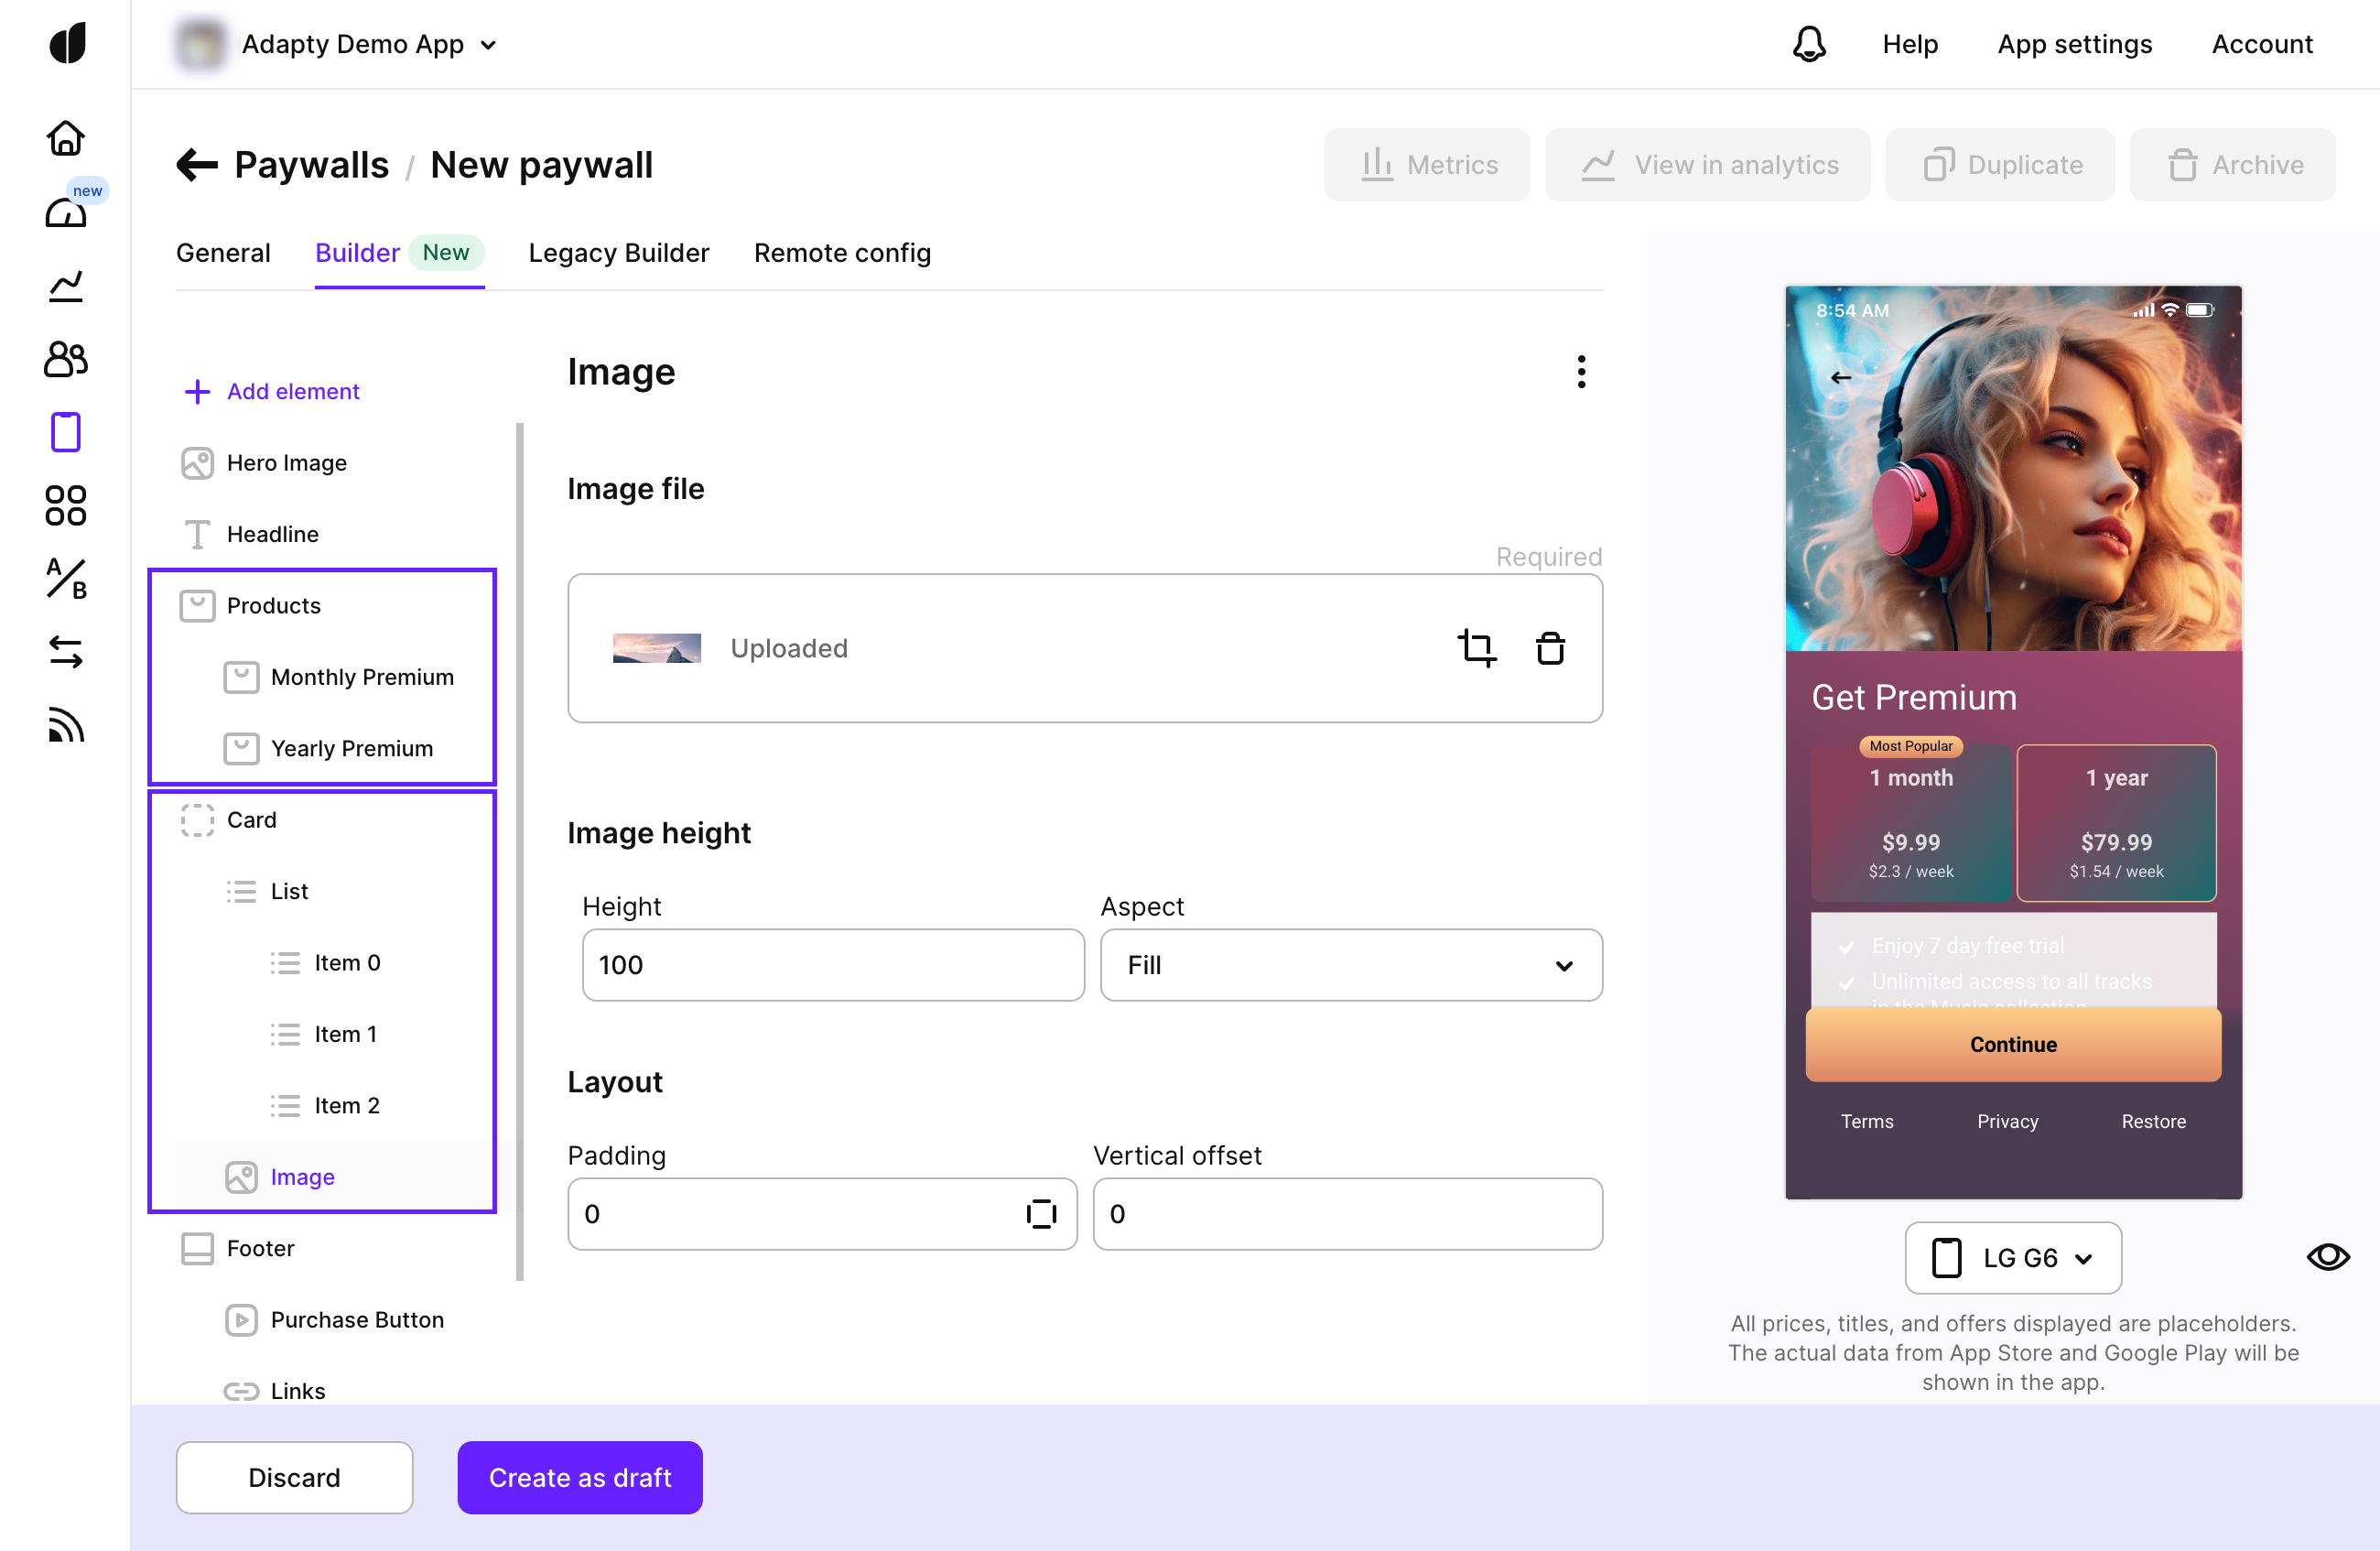 Adapty Demo App
Help
App settings
Account
new
Paywalls / New paywall
Metrics
View in analytics
Duplicate
Archive
General
Builder New
Legacy Builder
Remote config
Add element
Hero Image
Headline
Products
Monthly Premium
Yearly Premium
Card
List
Item 0
Item 1
Item 2
Image
Footer
Purchase Button
Links
A/B
Image
Image file
Required
Uploaded
Image height
Height
Aspect
100
Fill
Layout
Padding
Vertical offset
0
0
8:54 AM
Get Premium
Most Popular
1 month
1 year
$9.99
$79.99
$2.3 / week
$1.54 / week
Enjoy 7 day free trial
Unlimited access to all tracks
in the Music collection
Continue
Terms
Privacy
Restore
LG G6
All prices, titles, and offers displayed are placeholders.
The actual data from App Store and Google Play will be
shown in the app.
Discard
Create as draft